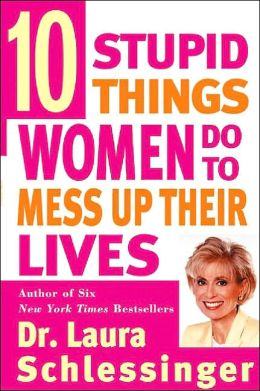 10 STUPID
THINGS
WOMEN DO TO
MESS UP THEIR
LIVES
Author of Six
New York Times Bestsellers
Dr. Laura
Schlessinger